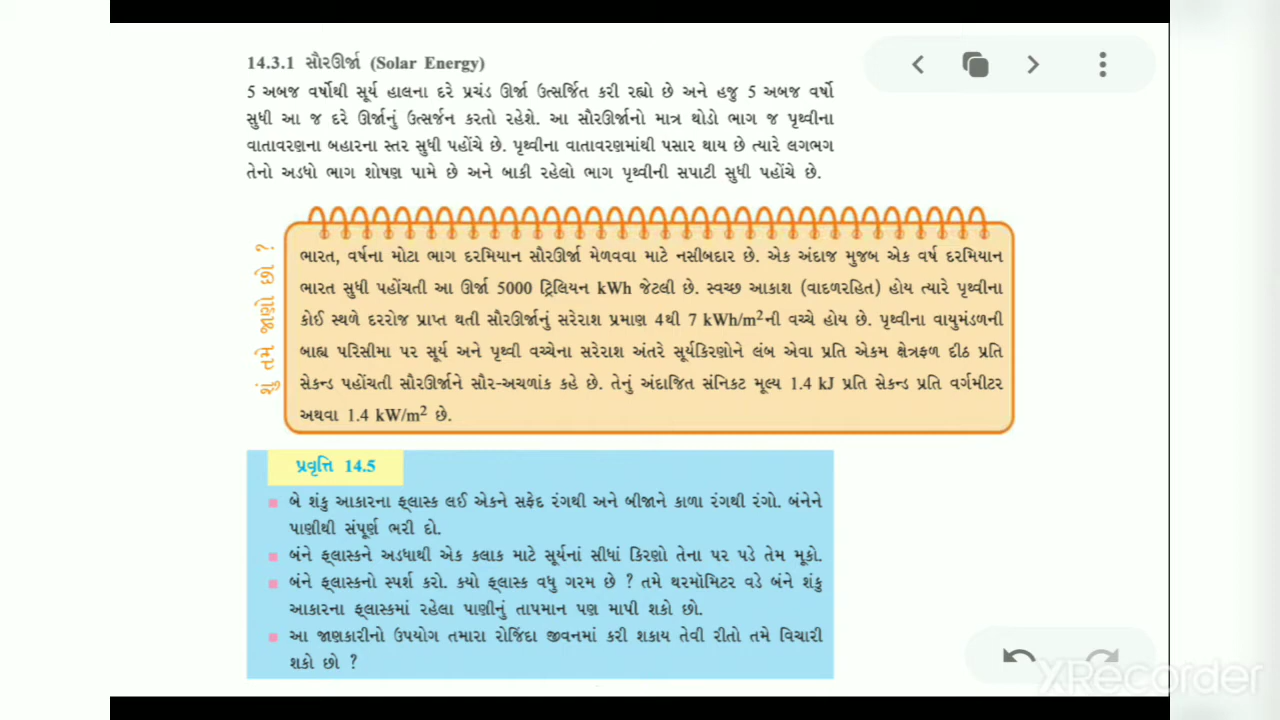 14.3.1 સૌરઊર્જા (Solar Energy)
5 અબજ વર્ષોથી સૂર્ય હાલના દરે પ્રચંડ ઊર્જા ઉત્સર્જિત કરી રહ્યો છે અને હજુ 5 અબજ વર્ષો
સુધી આ જ દરે ઊર્જાનું ઉત્સર્જન કરતો રહેશે. આ સૌરઊર્જાનો માત્ર થોડો ભાગ જ પૃથ્વીના
વાતાવરણના બહારના સ્તર સુધી પહોંચે છે. પૃથ્વીના વાતાવરણમાંથી પસાર થાય છે ત્યારે લગભગ
તેનો અડધો ભાગ શોષણ પામે છે અને બાકી રહેલો ભાગ પૃથ્વીની સપાટી સુધી પહોંચે છે.
શું તમે જાણો છો ?
ભારત, વર્ષના મોટા ભાગ દરમિયાન સૌરઊર્જા મેળવવા માટે નસીબદાર છે. એક અંદાજ મુજબ એક વર્ષ દરમિયાન
ભારત સુધી પહોંચતી આ ઊર્જા 5000 ટ્રિલિયન kWh જેટલી છે. સ્વચ્છ આકાશ (વાદળરહિત) હોય ત્યારે પૃથ્વીના
કોઈ સ્થળે દરરોજ પ્રાપ્ત થતી સૌરઊર્જાનું સરેરાશ પ્રમાણ 4થી 7 kWh/m²ની વચ્ચે હોય છે. પૃથ્વીના વાયુમંડળની
બાહ્ય પરિસીમા પર સૂર્ય અને પૃથ્વી વચ્ચેના સરેરાશ અંતરે સૂર્યકિરણોને લંબ એવા પ્રતિ એકમ ક્ષેત્રફળ દીઠ પ્રતિ
સેકન્ડ પહોંચતી સૌરઊર્જાને સૌર-અચળાંક કહે છે. તેનું અંદાજિત સંનિકટ મૂલ્ય 1.4 kJ પ્રતિ સેકન્ડ પ્રતિ વર્ગમીટર
અથવા 1.4 kW/m² છે.
પ્રવૃત્તિ 14.5
બે શંકુ આકારના ફ્લાસ્ક લઈ એકને સફેદ રંગથી અને બીજાને કાળા રંગથી રંગો. બંનેને
પાણીથી સંપૂર્ણ ભરી દો.
બંને ફ્લાસ્કને અડધાથી એક કલાક માટે સૂર્યનાં સીધાં કિરણો તેના પર પડે તેમ મૂકો.
બંને ફ્લાસ્કનો સ્પર્શ કરો. કયો ફ્લાસ્ક વધુ ગરમ છે ? તમે થરમૉમિટર વડે બંને શંકુ
આકારના ફ્લાસ્કમાં રહેલા પાણીનું તાપમાન પણ માપી શકો છો.
આ જાણકારીનો ઉપયોગ તમારા રોજિંદા જીવનમાં કરી શકાય તેવી રીતો તમે વિચારી
શકો છો ?
XRecorder